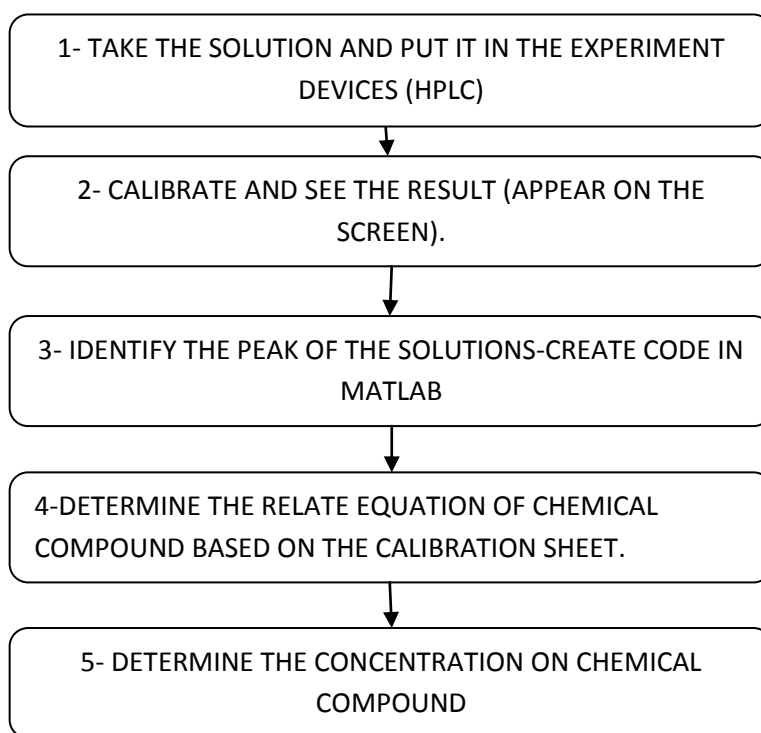 1- TAKE THE SOLUTION AND PUT IT IN THE EXPERIMENT
DEVICES (HPLC)
2- CALIBRATE AND SEE THE RESULT (APPEAR ON THE
SCREEN).
3- IDENTIFY THE PEAK OF THE SOLUTIONS-CREATE CODE IN
MATLAB
4-DETERMINE THE RELATE EQUATION OF CHEMICAL
COMPOUND BASED ON THE CALIBRATION SHEET.
5- DETERMINE THE CONCENTRATION ON CHEMICAL
COMPOUND